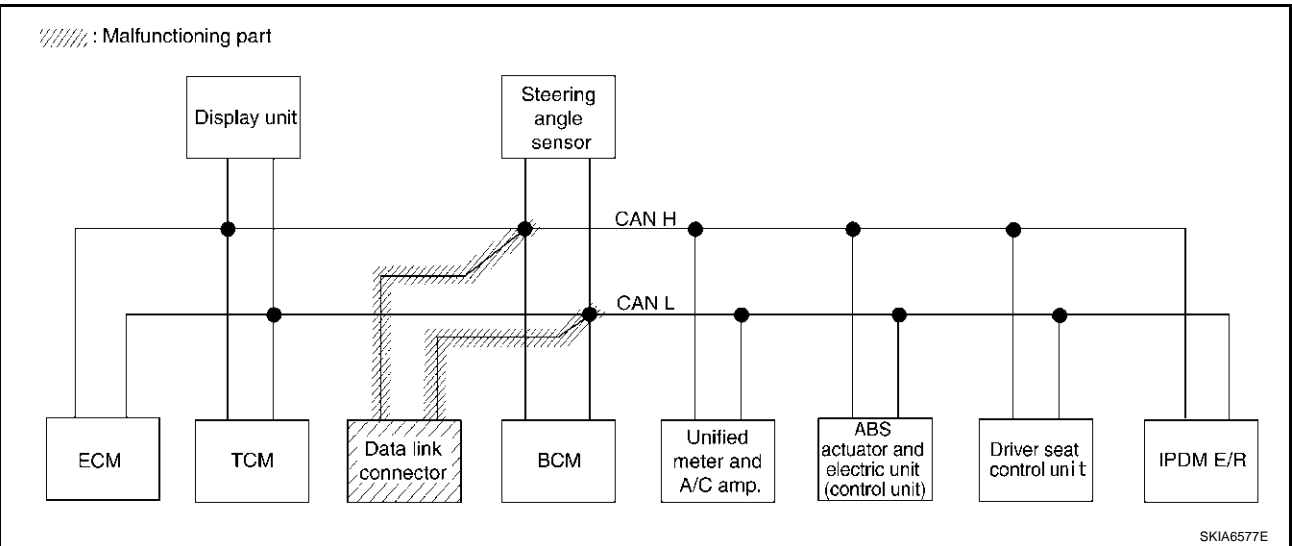 : Malfunctioning part
Display unit
Steering
angle
sensor
CAN H
CAN L
ECM
TCM
Data link
connector
BCM
Unified
meter and
A/C amp.
ABS
actuator and
electric unit
(control unit)
Driver seat
control unit
IPDM E/R
SKIA6577E